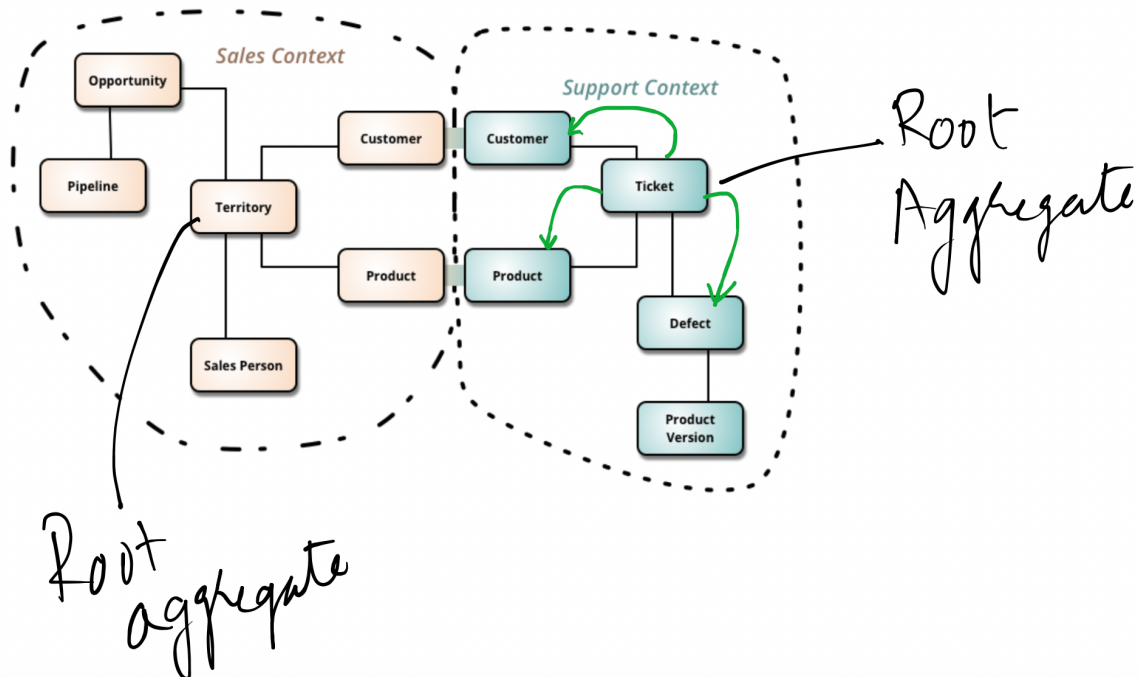 Sales Context
Opportunity
Support Context
Customer
Customer
Root
Aggregate
Pipeline
Ticket
Territory
Product
Product
Defect
Sales Person
Product
Version
Root
aggregate